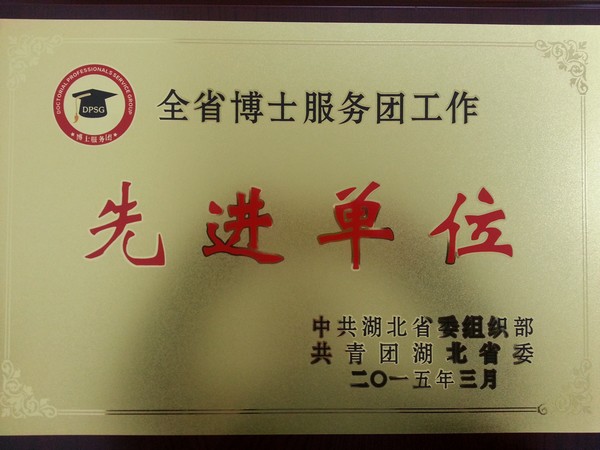 DOCTORIAL PROFESSIONALS SERVICE GROUP
DPSG
博士服务团
全省博士服务团工作
先进单位
中共湖北省委组织部
共青团湖北省委
二〇一五年三月